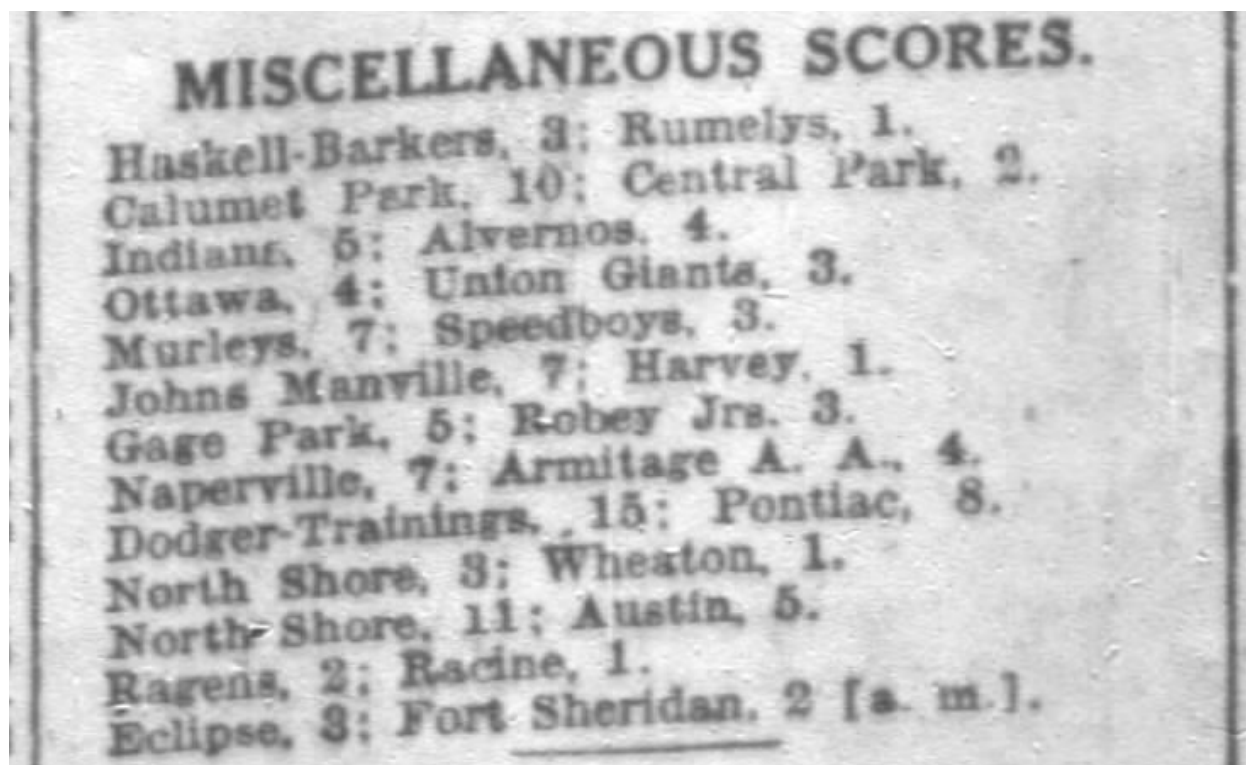 MISCELLANEOUS SCORES.
Haskell-Barkers, 3; Rumelys, 1.
Calumet Park, 10; Central Park, 2.
Indians, 5; Alvernos, 4.
Ottawa, 4; Union Giants, 3.
Murleys, 7; Speedboys, 3.
Johns Manville, 7; Harvey, 1.
Gage Park, 5; Robey Jrs. 3.
Naperville, 7; Armitage A. A., 4.
Dodger-Trainings, 15; Pontiac, 8.
North Shore, 3; Wheaton, 1.
North Shore, 11; Austin, 5.
Ragens, 2; Racine, 1.
Eclipse, 3; Fort Sheridan, 2 [a. m.].